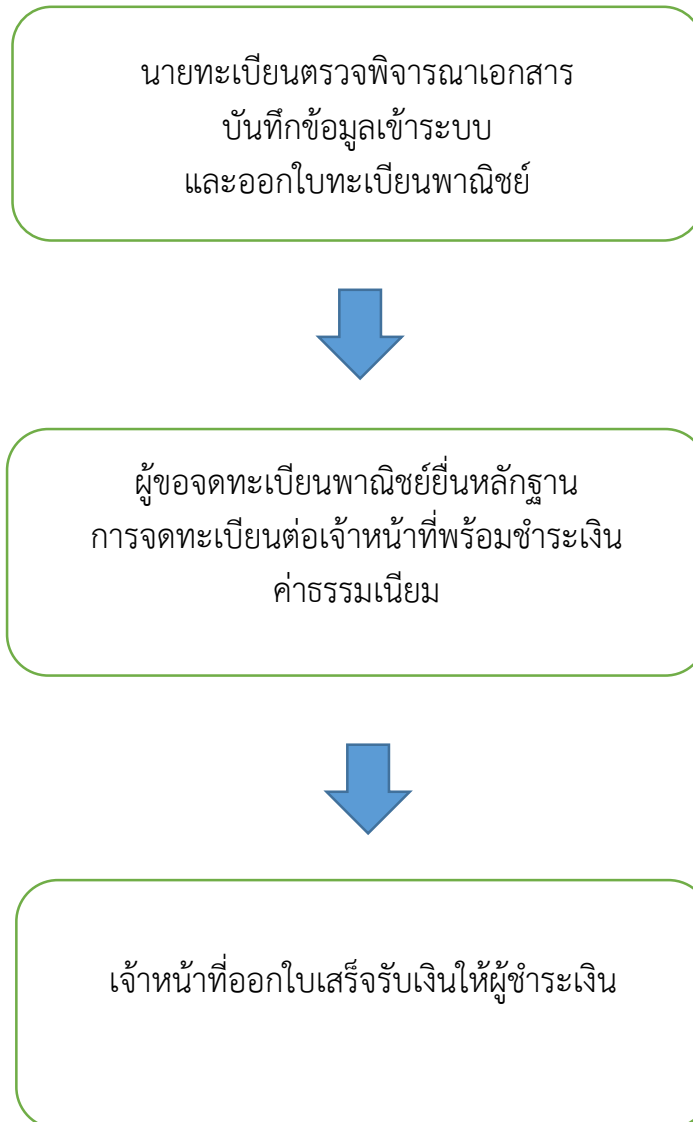 นายทะเบียนตรวจพิจารณาเอกสาร
บันทึกข้อมูลเข้าระบบ
และออกใบทะเบียนพาณิชย์
ผู้ขอจดทะเบียนพาณิชย์ยื่นหลักฐาน
การจดทะเบียนต่อเจ้าหน้าที่พร้อมชำระเงิน
ค่าธรรมเนียม
เจ้าหน้าที่ออกใบเสร็จรับเงินให้ผู้ชำระเงิน